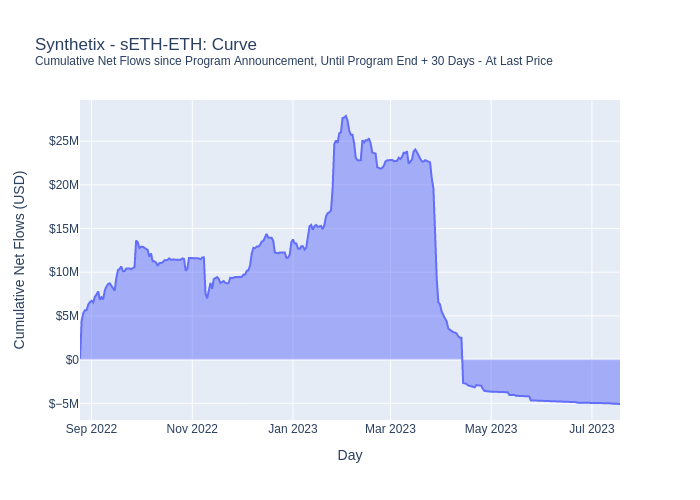 Synthetix - sETH-ETH: Curve
Cumulative Net Flows since Program Announcement, Until Program End + 30 Days - At Last Price
Cumulative Net Flows (USD)
$25M
$20M
$15M
$10M
$5M
$0
$−5M
Sep 2022
Nov 2022
Jan 2023
Mar 2023
May 2023
Jul 2023
Day